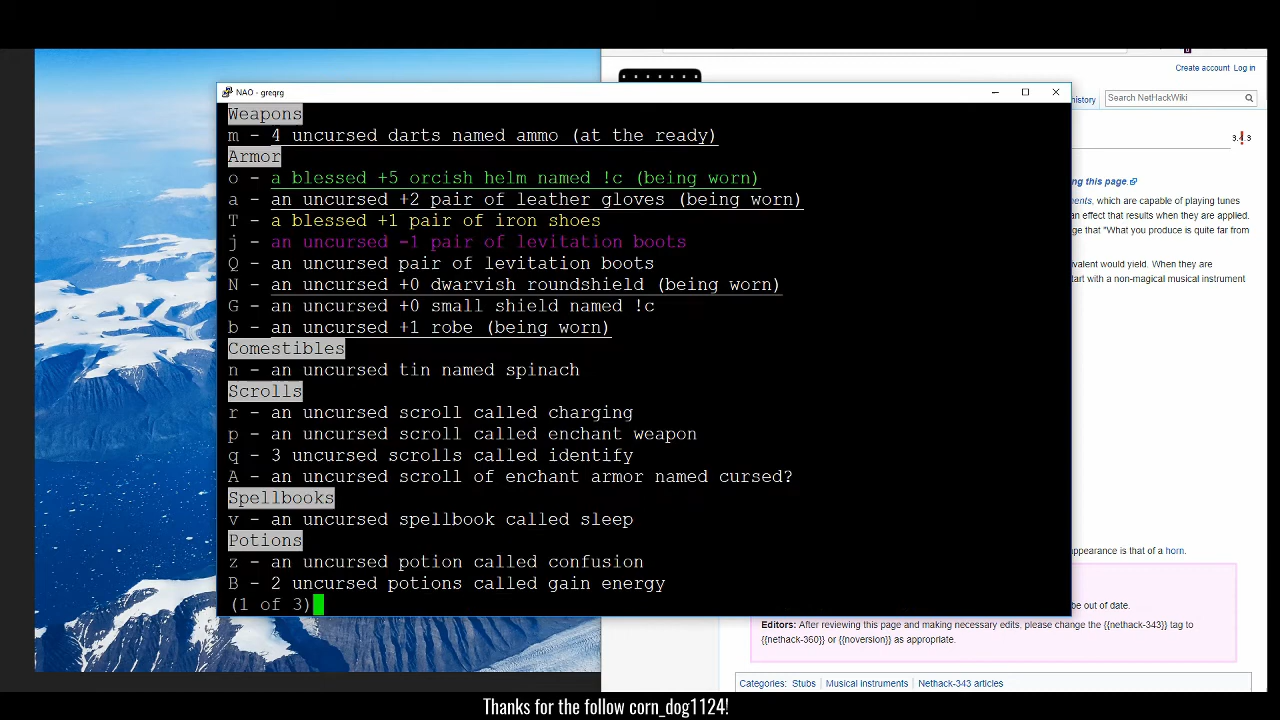 Create account Log in
NAO - greqrg
history
Search NetHackWiki
Weapons
m - 4 uncursed darts named ammo (at the ready)
Armor
o - a blessed +5 orcish helm named !c (being worn)
a - an uncursed +2 pair of leather gloves (being worn)
T - a blessed +1 pair of iron shoes
j - an uncursed -1 pair of levitation boots
Q - an uncursed pair of levitation boots
N - an uncursed +0 dwarvish roundshield (being worn)
G - an uncursed +0 small shield named !c
b - an uncursed +1 robe (being worn)
Comestibles
n - an uncursed tin named spinach
Scrolls
r - an uncursed scroll called charging
p - an uncursed scroll called enchant weapon
q - 3 uncursed scrolls called identify
A - an uncursed scroll of enchant armor named cursed?
Spellbooks
v - an uncursed spellbook called sleep
Potions
z - an uncursed potion called confusion
B - 2 uncursed potions called gain energy
(1 of 3)
ing this page.
ents, which are capable of playing tunes
an effect that results when they are applied.
ge that "What you produce is quite far from
ivalent would yield. When they are
start with a non-magical musical instrument
appearance is that of a horn.
be out of date.
Editors: After reviewing this page and making necessary edits, please change the {{nethack-343}} tag to
{{nethack-360}} or {{noversion}} as appropriate.
Categories: Stubs Musical instruments Nethack-343 articles
Thanks for the follow corn_dog1124!